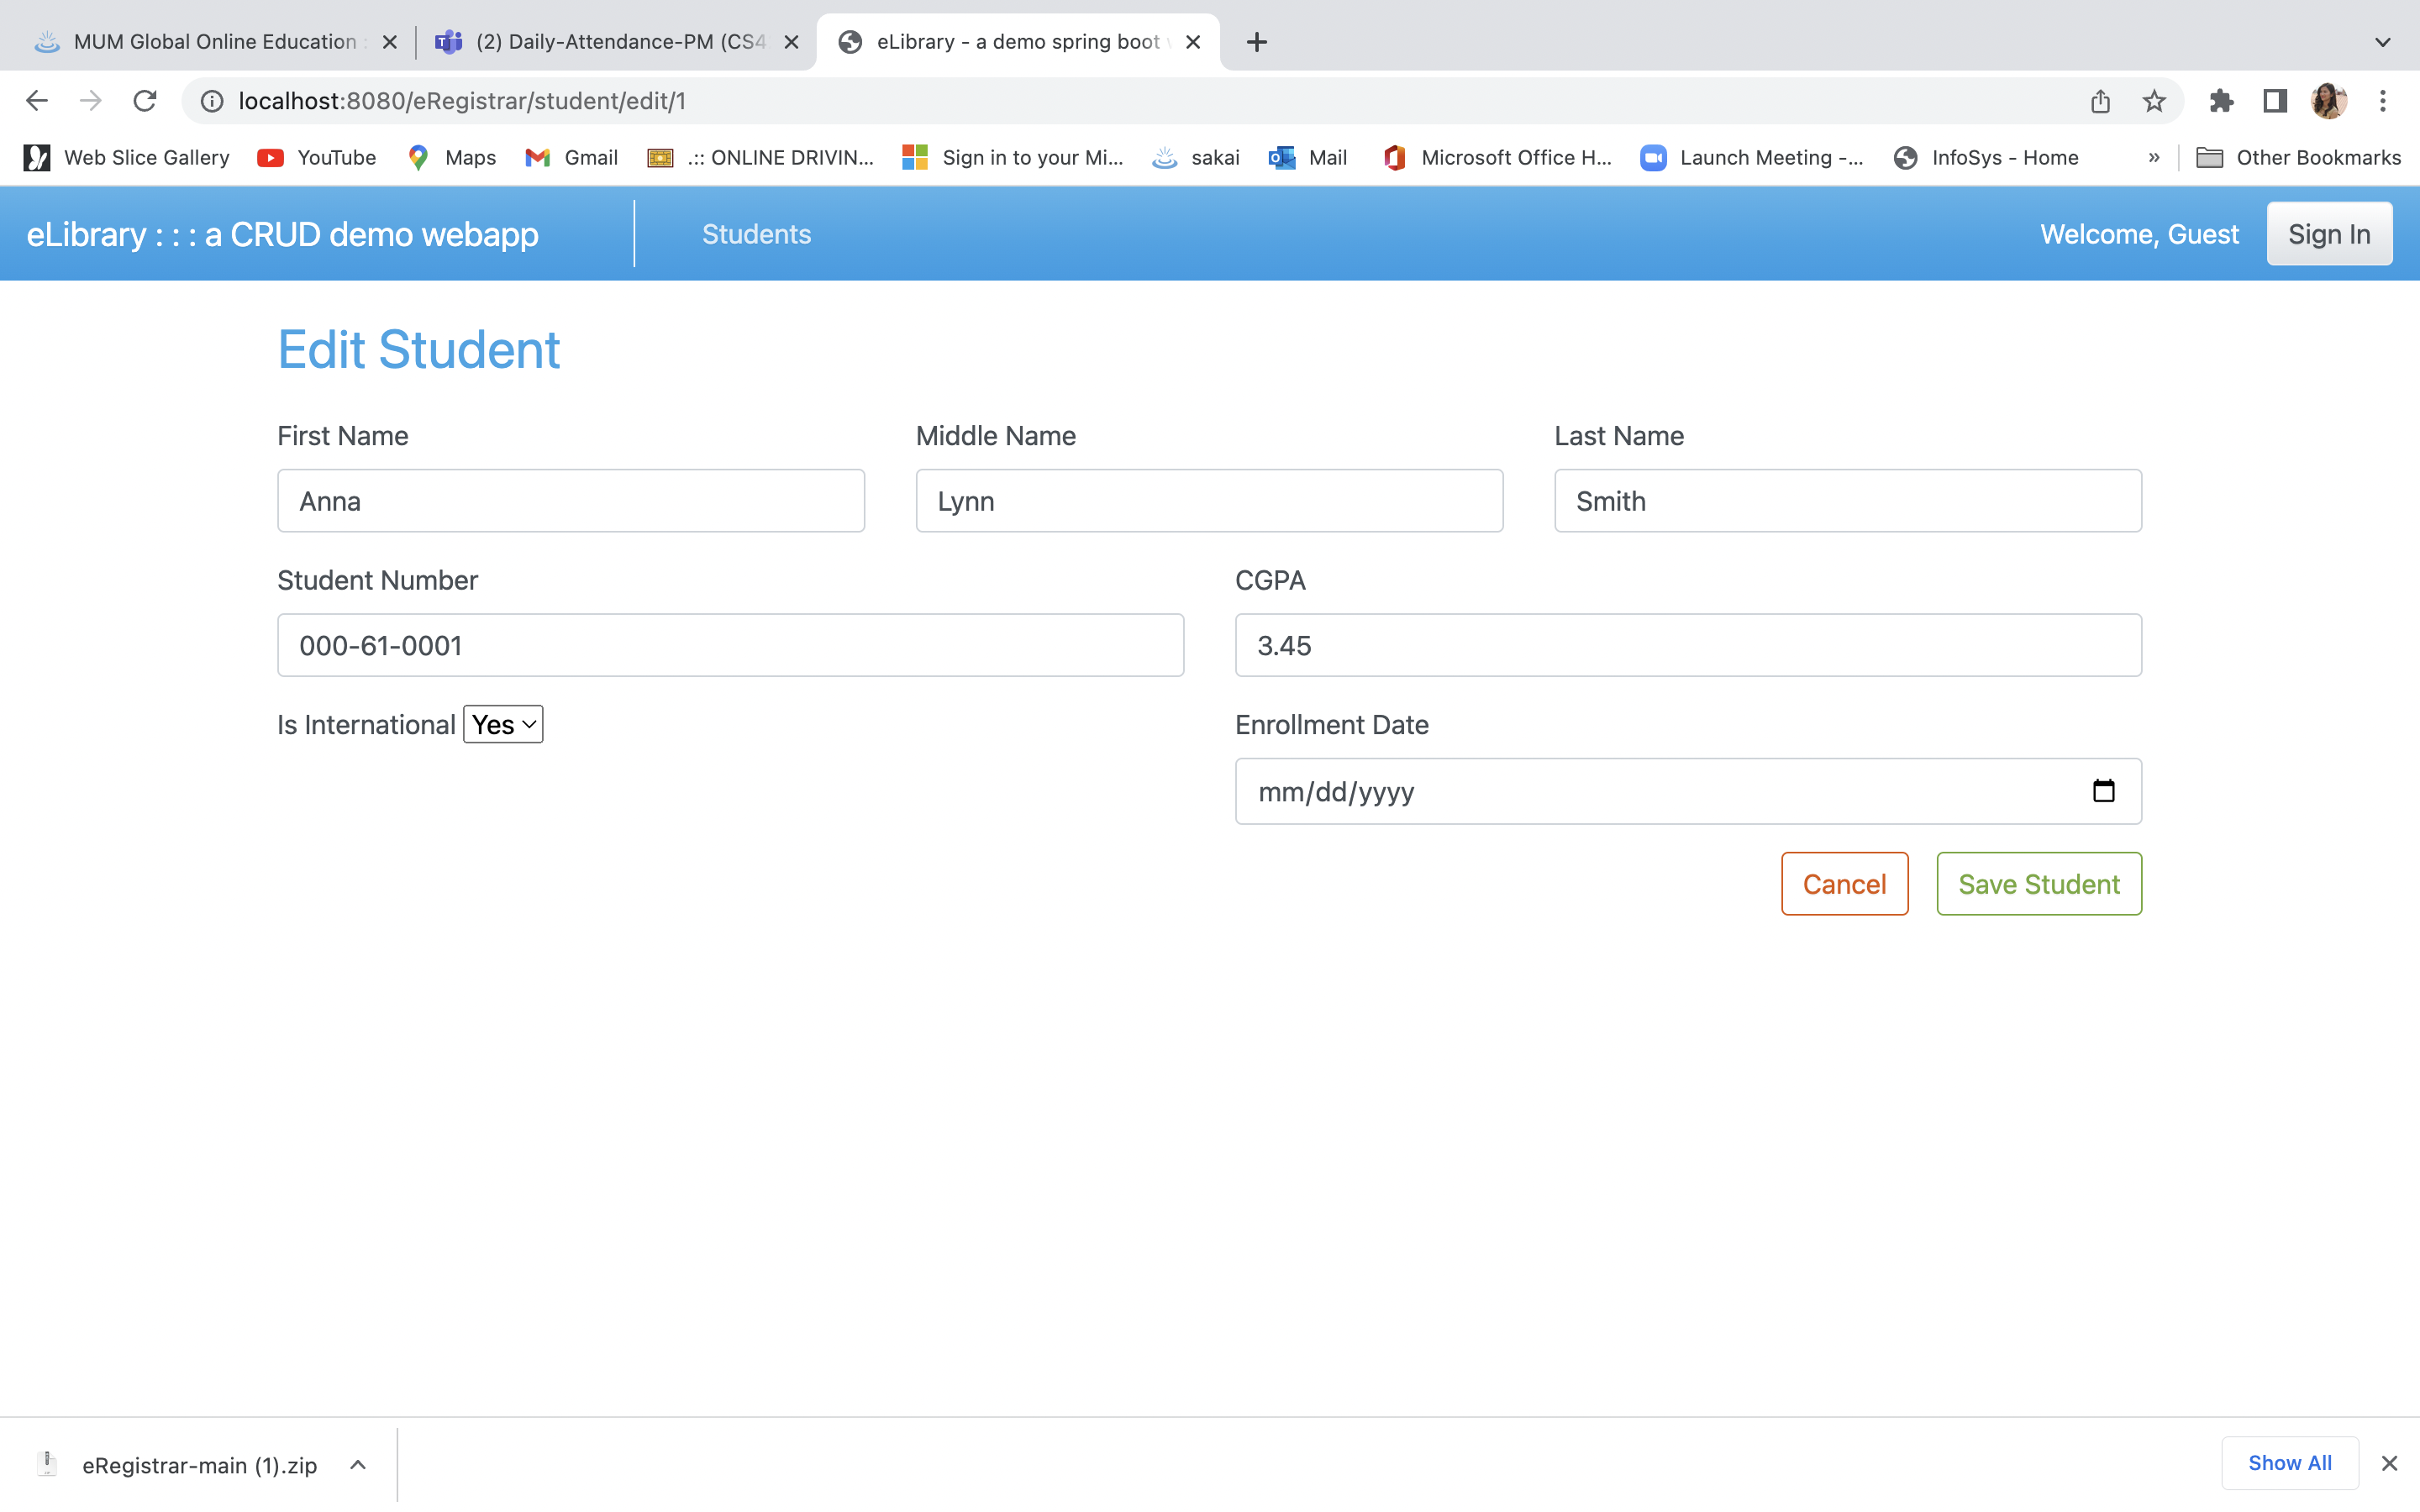 MUM Global Online Education :
(2) Daily-Attendance-PM (CS4
eLibrary - a demo spring boot
localhost:8080/eRegistrar/student/edit/1
Web Slice Gallery YouTube Maps Gmail .:: ONLINE DRIVIN... Sign in to your Mi... sakai Mail Microsoft Office H... Launch Meeting -... InfoSys - Home » Other Bookmarks
eLibrary : : : a CRUD demo webapp Students Welcome, Guest Sign In
Edit Student
First Name Middle Name Last Name
Anna Lynn Smith
Student Number CGPA
000-61-0001 3.45
Is International Yes Enrollment Date
mm/dd/yyyy
Cancel Save Student
eRegistrar-main (1).zip Show All